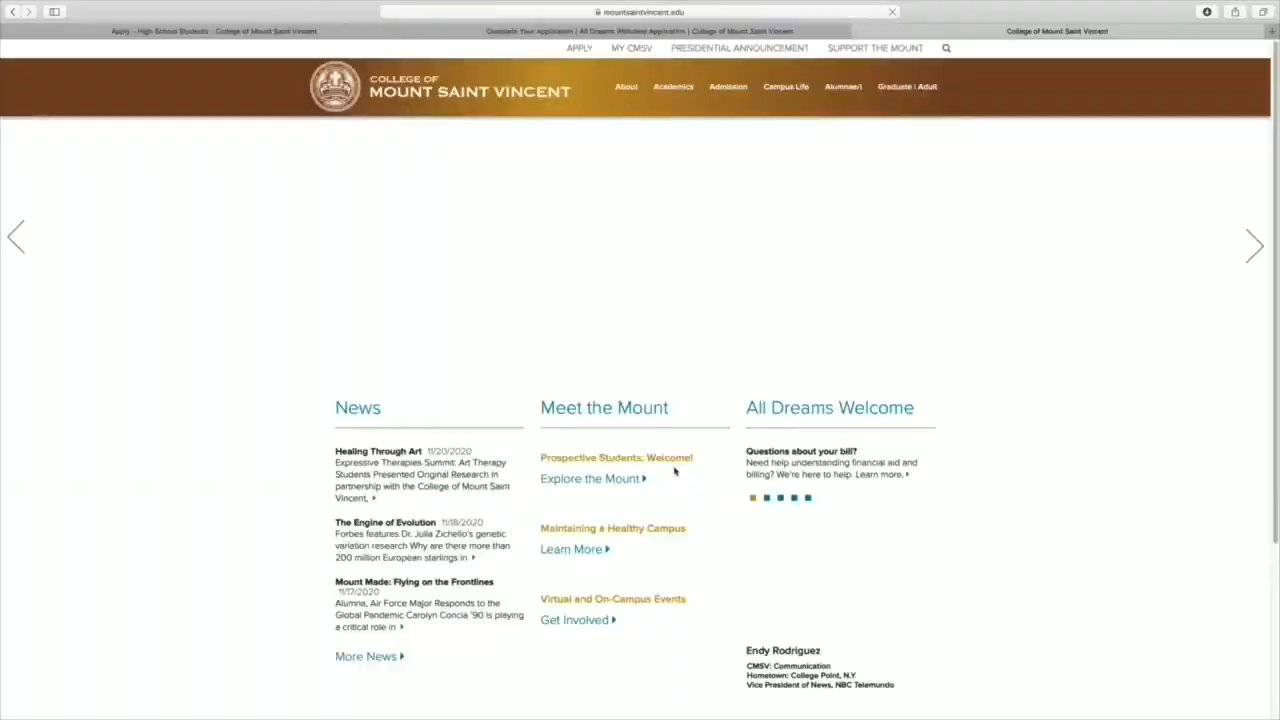 mountsaintvincent.edu
Apply - High School Students - College of Mount Saint Vincent
Complete Your Application | All Dreams Welcome Application | College of Mount Saint Vincent
College of Mount Saint Vincent
APPLY MY CMSV PRESIDENTIAL ANNOUNCEMENT SUPPORT THE MOUNT
COLLEGE OF
MOUNT SAINT VINCENT
About Academics Admission Campus Life Alumnae/i Graduate | Adult
News
Healing Through Art 11/20/2020
Expressive Therapies Summit: Art Therapy
Students Presented Original Research in
partnership with the College of Mount Saint
Vincent,
The Engine of Evolution 11/18/2020
Forbes features Dr. Julia Zichello's genetic
variation research Why are there more than
200 million European starlings in
Mount Made: Flying on the Frontlines
11/17/2020
Alumna, Air Force Major Responds to the
Global Pandemic Carolyn Concia '90 is playing
a critical role in
More News
Meet the Mount
Prospective Students: Welcome!
Explore the Mount
Maintaining a Healthy Campus
Learn More
Virtual and On-Campus Events
Get Involved
All Dreams Welcome
Questions about your bill?
Need help understanding financial aid and
billing? We're here to help. Learn more.
Endy Rodriguez
CMSV: Communication
Hometown: College Point, N.Y.
Vice President of News, NBC Telemundo